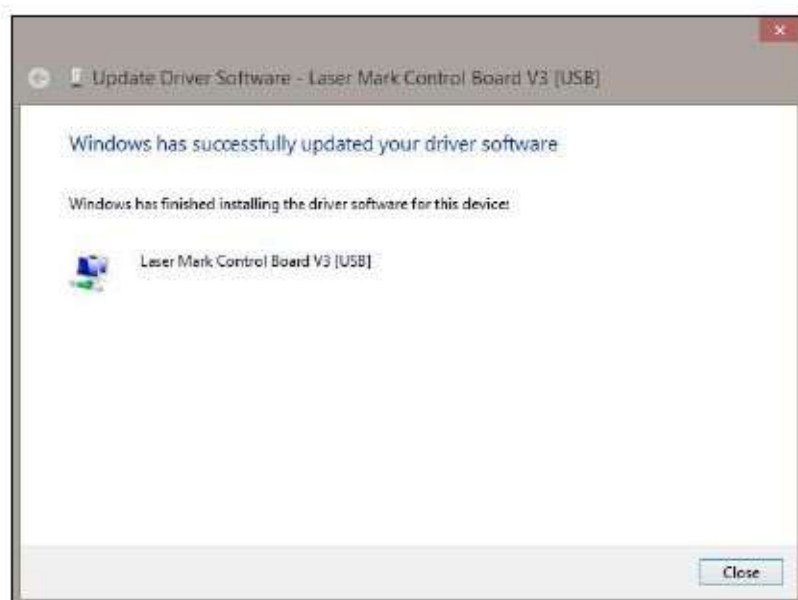 Update Driver Software - Laser Mark Control Board V3 [USB]
Windows has successfully updated your driver software
Windows has finished installing the driver software for this device:
Laser Mark Control Board V3 [USB]
Close